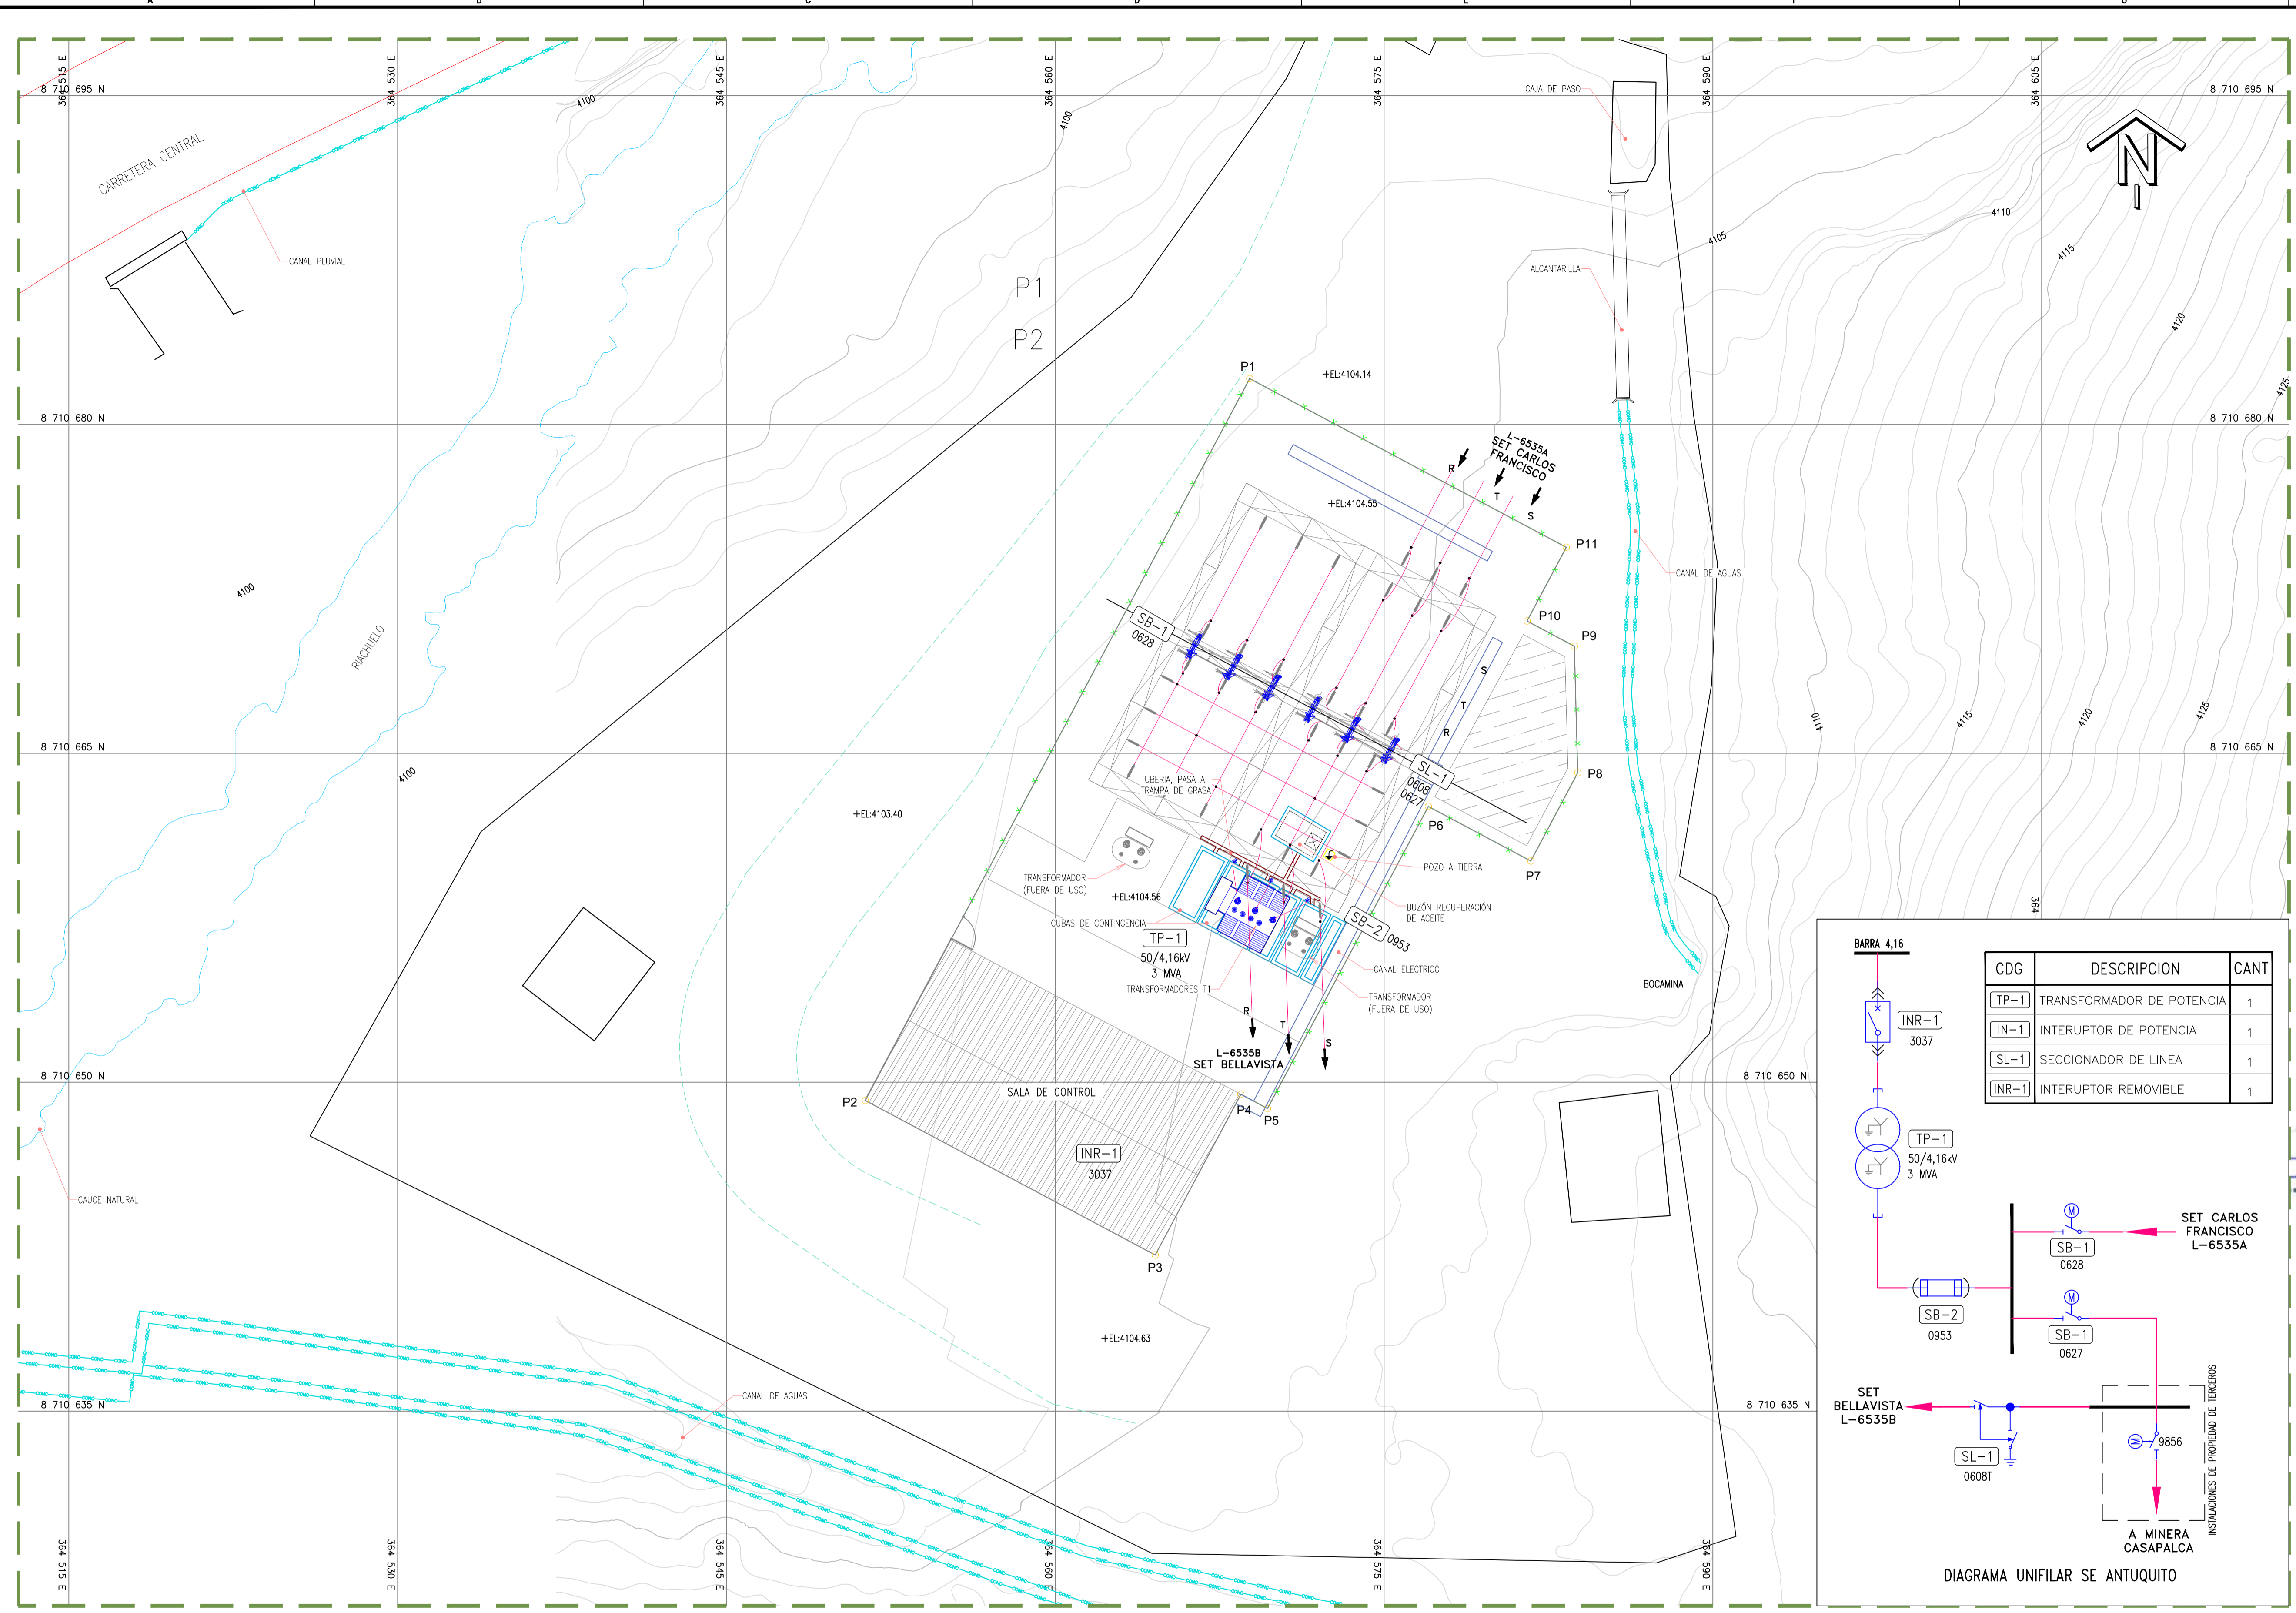 A B C D E F G
364 515 E
364 530 E
364 545 E
364 560 E
364 575 E
364 590 E
364 605 E
8 710 695 N
8 710 695 N
CARRETERA CENTRAL
CANAL PLUVIAL
4100
4100
CAJA DE PASO
N
4110
4105
4115
4120
4125
ALCANTARILLA
P1
P2
P1
+EL:4104.14
8 710 680 N
8 710 680 N
L-6535A
SET CARLOS
FRANCISCO
R
T
S
+EL:4104.55
P11
CANAL DE AGUAS
4100
RIACHUELO
SB-1
0628
P10
P9
S
T
R
4110
4115
4120
4125
8 710 665 N
8 710 665 N
4100
SL-1
0608
0627
P8
TUBERIA, PASA A
TRAMPA DE GRASA
+EL:4103.40
P6
P7
POZO A TIERRA
TRANSFORMADOR
(FUERA DE USO)
+EL:4104.56
BUZÓN RECUPERACIÓN
DE ACEITE
CUBAS DE CONTINGENCIA
SB-2
0953
TP-1
50/4,16kV
3 MVA
TRANSFORMADORES T1
CANAL ELECTRICO
TRANSFORMADOR
(FUERA DE USO)
BOCAMINA
R
T
S
L-6535B
SET BELLAVISTA
8 710 650 N
8 710 650 N
SALA DE CONTROL
P2
P4
P5
INR-1
3037
CAUCE NATURAL
P3
+EL:4104.63
CANAL DE AGUAS
8 710 635 N
8 710 635 N
364 515 E
364 530 E
364 545 E
364 560 E
364 575 E
364 590 E
364
BARRA 4,16
CDG DESCRIPCION CANT
TP-1 TRANSFORMADOR DE POTENCIA 1
IN-1 INTERUPTOR DE POTENCIA 1
SL-1 SECCIONADOR DE LINEA 1
INR-1 INTERUPTOR REMOVIBLE 1
INR-1
3037
TP-1
50/4,16kV
3 MVA
M
SB-1
0628
SET CARLOS
FRANCISCO
L-6535A
SB-2
0953
M
SB-1
0627
SET
BELLAVISTA
L-6535B
SL-1
0608T
M
9856
INSTALACIONES DE PROPIEDAD DE TERCEROS
A MINERA
CASAPALCA
DIAGRAMA UNIFILAR SE ANTUQUITO